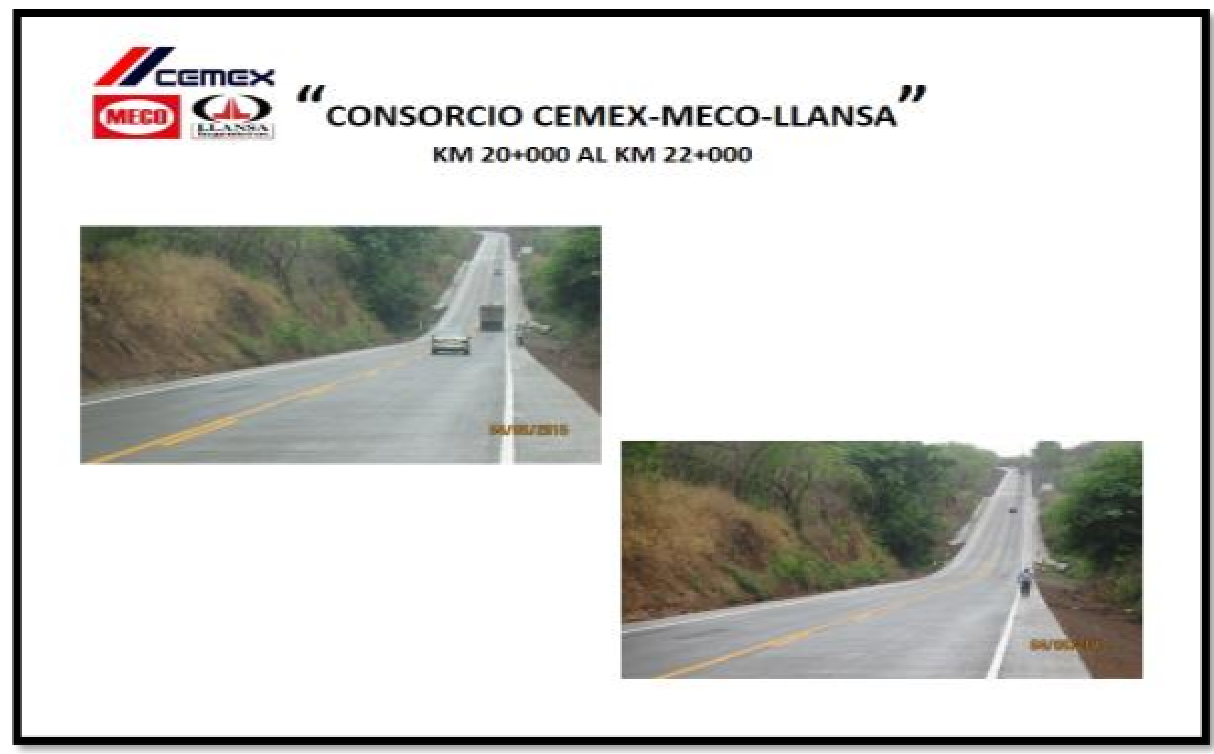 CEMEX
MECO
LLANSA
“CONSORCIO CEMEX-MECO-LLANSA”
KM 20+000 AL KM 22+000